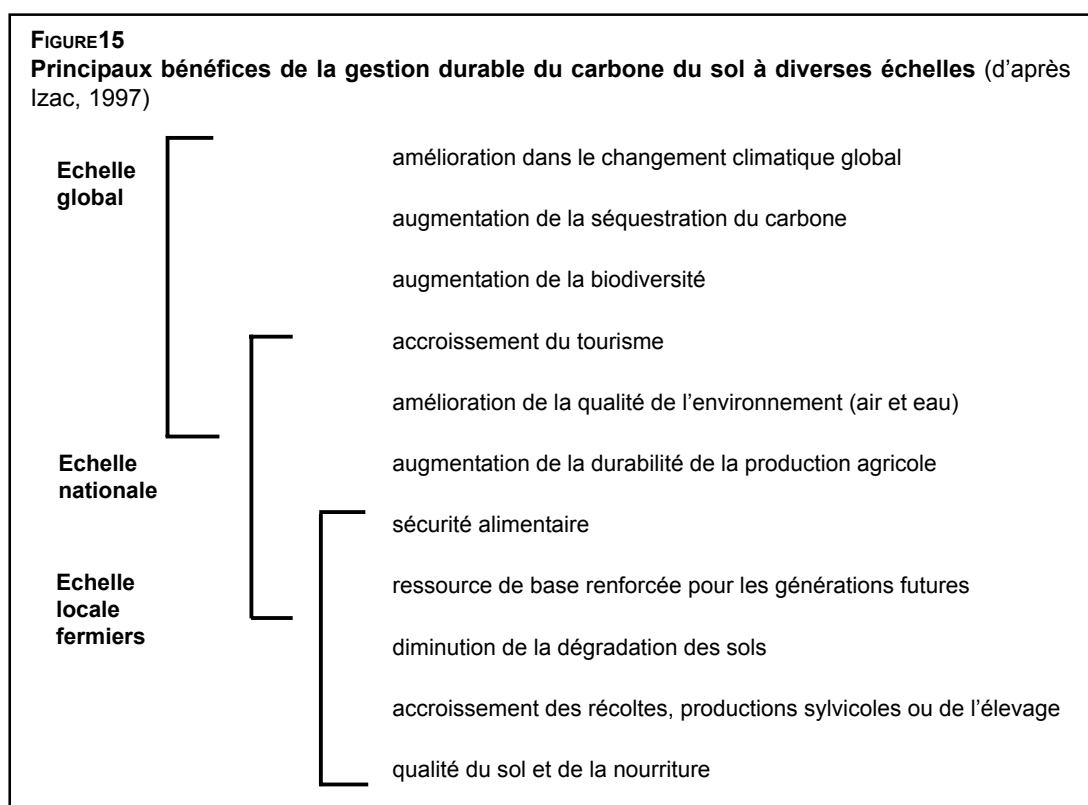 FIGURE15
Principaux bénéfices de la gestion durable du carbone du sol à diverses échelles (d'après
Izac, 1997)
Echelle
global
amélioration dans le changement climatique global
augmentation de la séquestration du carbone
augmentation de la biodiversité
accroissement du tourisme
amélioration de la qualité de l'environnement (air et eau)
Echelle
nationale
augmentation de la durabilité de la production agricole
sécurité alimentaire
Echelle
locale
fermiers
ressource de base renforcée pour les générations futures
diminution de la dégradation des sols
accroissement des récoltes, productions sylvicoles ou de l'élevage
qualité du sol et de la nourriture